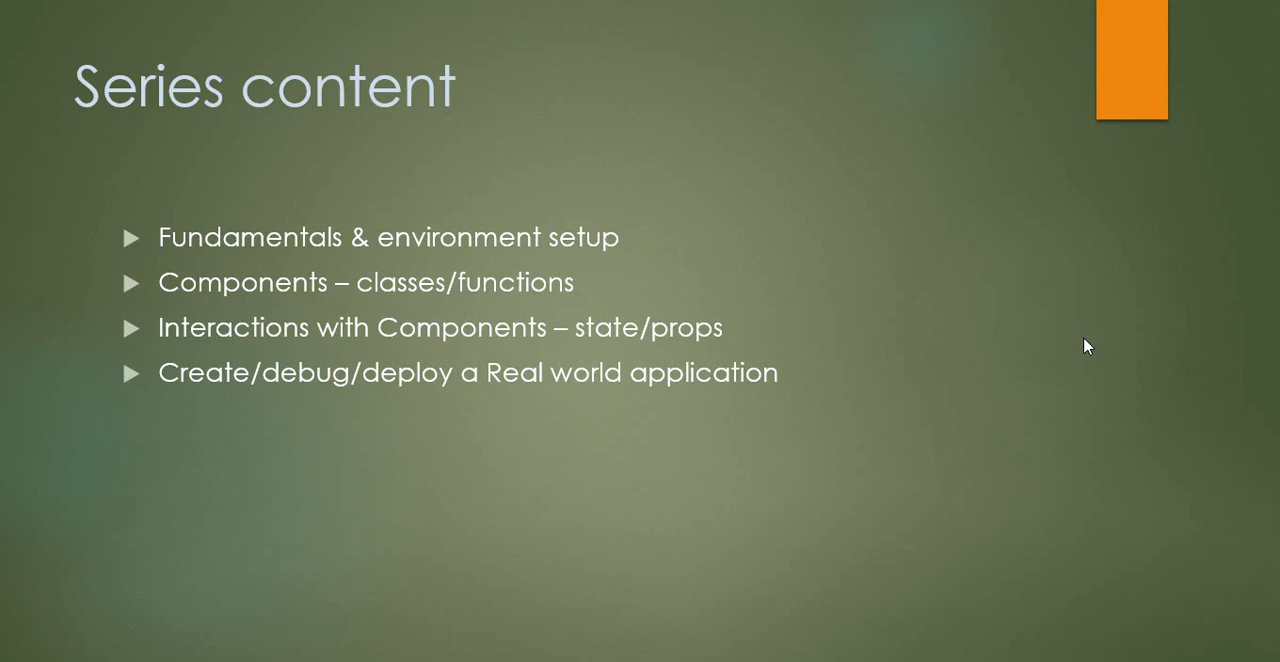 Series content
Fundamentals & environment setup
Components – classes/functions
Interactions with Components – state/props
Create/debug/deploy a Real world application